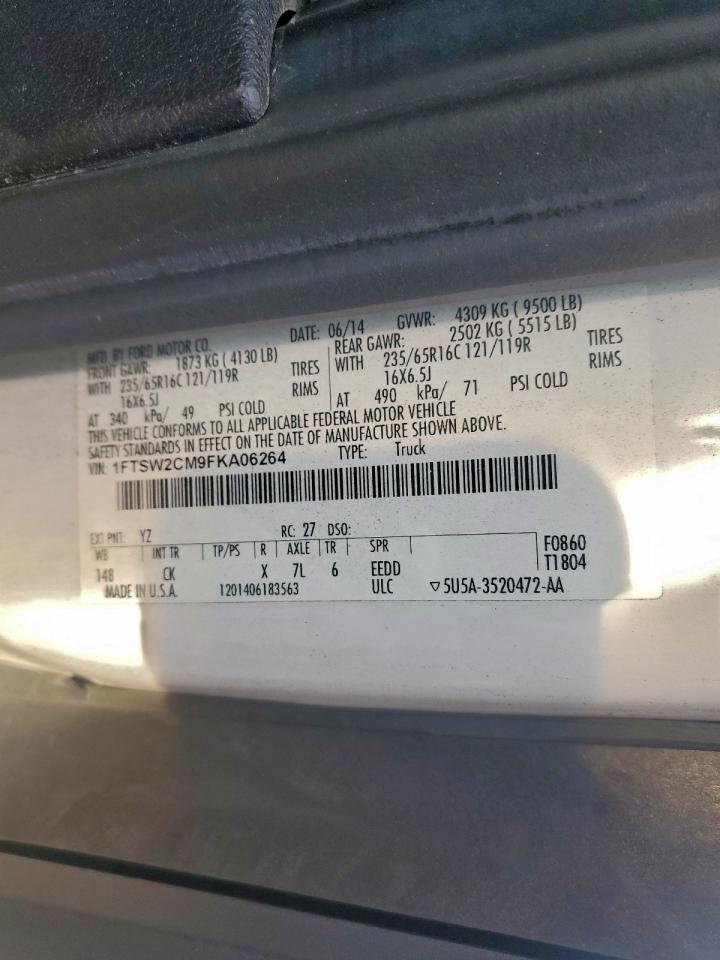 MFD. BY FORD MOTOR CO. DATE: 06/14 GVWR: 4309 KG ( 9500 LB)
FRONT GAWR: 1873 KG ( 4130 LB) REAR GAWR: 2502 KG ( 5515 LB)
WITH 235/65R16C 121/119R TIRES WITH 235/65R16C 121/119R TIRES
16X6.5J RIMS 16X6.5J RIMS
AT 340 kPa/ 49 PSI COLD AT 490 kPa/ 71 PSI COLD
THIS VEHICLE CONFORMS TO ALL APPLICABLE FEDERAL MOTOR VEHICLE
SAFETY STANDARDS IN EFFECT ON THE DATE OF MANUFACTURE SHOWN ABOVE.
VIN: 1FTSW2CM9FKA06264 TYPE: Truck
EXT PNT: YZ RC: 27 DSO:
WB INT TR TP/PS R AXLE TR SPR F0860
148 CK X 7L 6 EEDD T1804
MADE IN U.S.A. 1201406183563 ULC ▽5U5A-3520472-AA